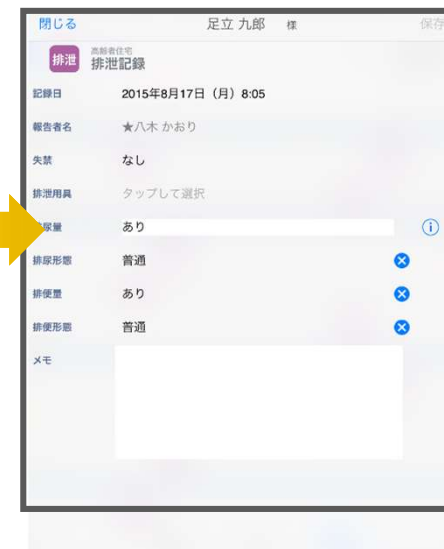 閉じる 足立 九郎 様 保存
排泄 高齢者住宅
排泄記録
記録日 2015年8月17日（月）8:05
報告者名 ★八木 かおり
失禁 なし
排泄用具 タップして選択
尿量 あり
排尿形態 普通
排便量 あり
排便形態 普通
メモ